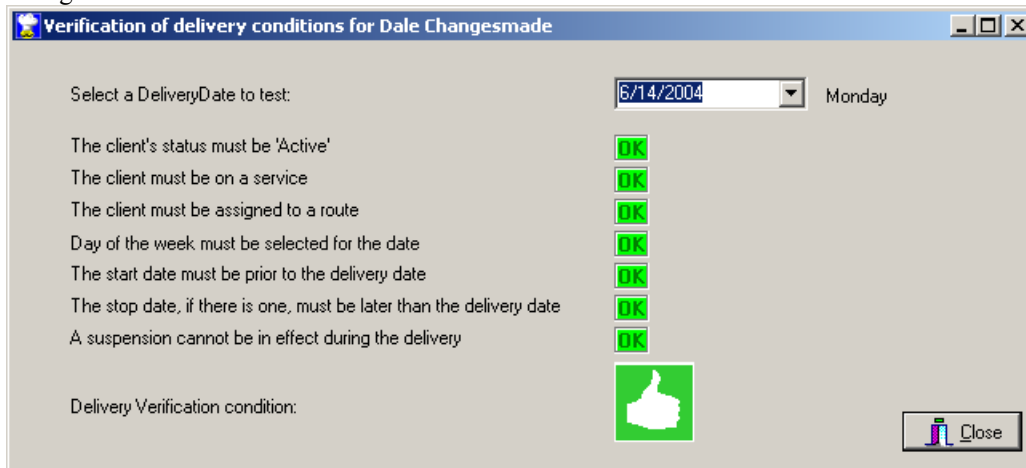 Verification of delivery conditions for Dale Changesmade
Select a DeliveryDate to test: 6/14/2004 Monday
The client's status must be 'Active' OK
The client must be on a service OK
The client must be assigned to a route OK
Day of the week must be selected for the date OK
The start date must be prior to the delivery date OK
The stop date, if there is one, must be later than the delivery date OK
A suspension cannot be in effect during the delivery OK
Delivery Verification condition:
Close